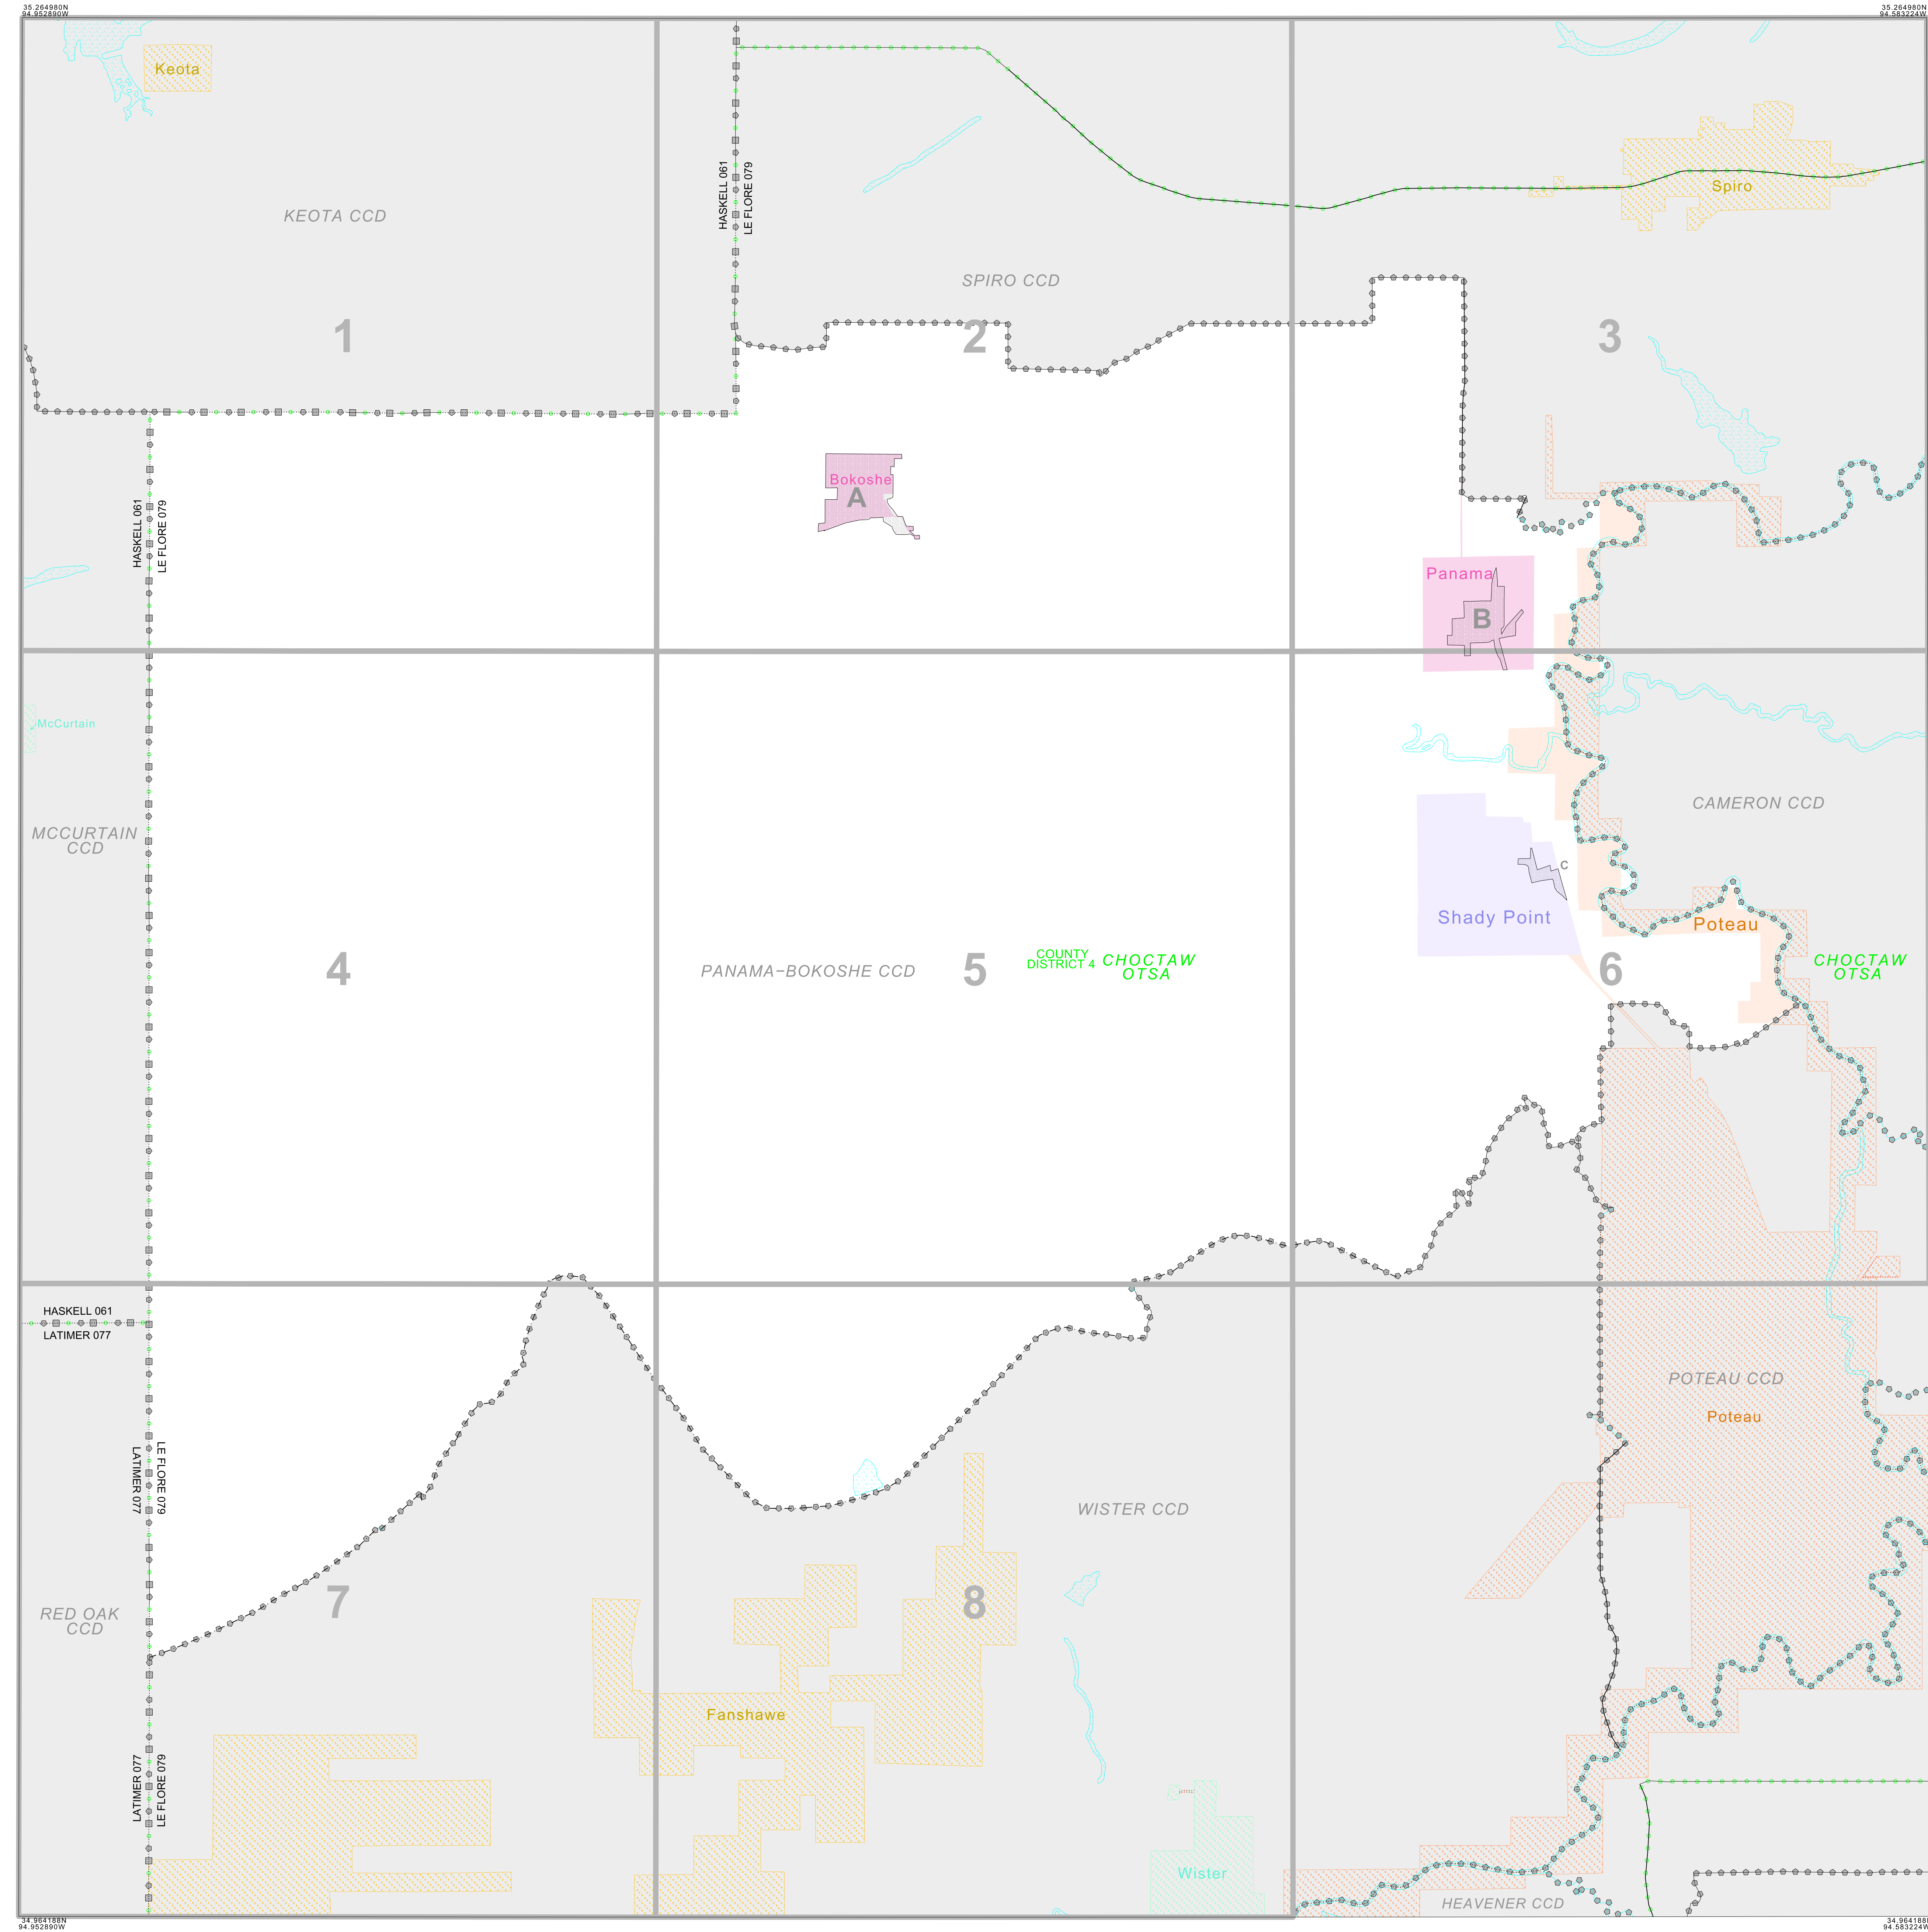 35.264980N
94.952890W
35.264980N
94.583224W
Keota
HASKELL 061
LE FLORE 079
KEOTA CCD
Spiro
SPIRO CCD
1
2
3
Bokoshe
A
HASKELL 061
LE FLORE 079
Panama
B
McCurtain
MCCURTAIN
CCD
CAMERON CCD
C
Shady Point
Poteau
4
PANAMA-BOKOSHE CCD
5
COUNTY
DISTRICT 4
CHOCTAW
OTSA
6
CHOCTAW
OTSA
HASKELL 061
LATIMER 077
POTEAU CCD
Poteau
LATIMER 077
LE FLORE 079
WISTER CCD
RED OAK
CCD
7
8
Fanshawe
LATIMER 077
LE FLORE 079
Wister
HEAVENER CCD
34.964188N
94.952890W
34.964188N
94.583224W